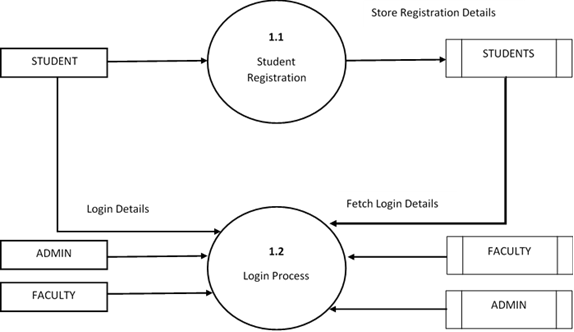 Store Registration Details
1.1
STUDENT
Student
Registration
STUDENTS
Login Details
Fetch Login Details
ADMIN
1.2
Login Process
FACULTY
FACULTY
ADMIN